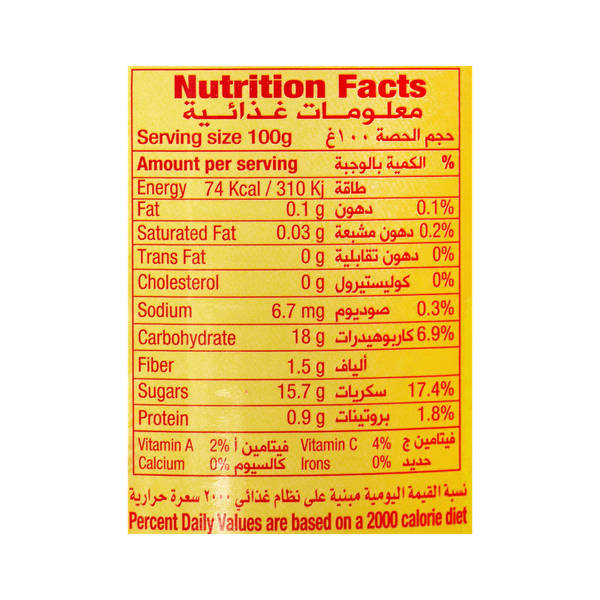 Nutrition Facts
معلومات غذائية
Serving size 100g حجم الحصة ١٠٠غ
Amount per serving الكمية بالوجبة %
Energy 74 Kcal / 310 Kj طاقة
Fat 0.1 g دهون 0.1%
Saturated Fat 0.03 g دهون مشبعة 0.2%
Trans Fat 0 g دهون تقابلية 0%
Cholesterol 0 g كوليستيرول 0%
Sodium 6.7 mg صوديوم 0.3%
Carbohydrate 18 g كاربوهيدرات 6.9%
Fiber 1.5 g ألياف
Sugars 15.7 g سكريات 17.4%
Protein 0.9 g بروتينات 1.8%
Vitamin A 2% فيتامين أ Vitamin C 4% فيتامين ج
Calcium 0% كالسيوم Irons 0% حديد
نسبة القيمة اليومية مبنية على نظام غذائي ٢٠٠٠ سعرة حرارية
Percent Daily Values are based on a 2000 calorie diet